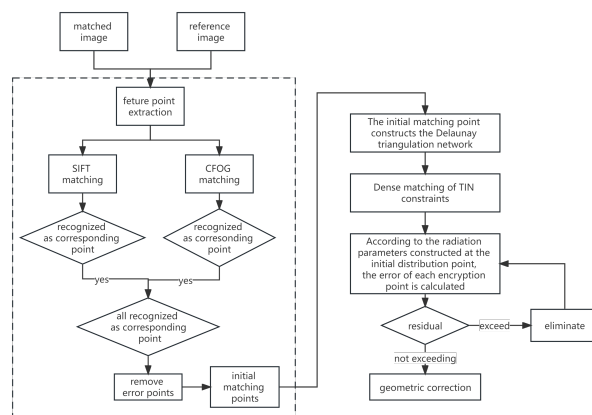 matched
image
reference
image
feture point
extraction
SIFT
matching
CFOG
matching
recognized
as corresponding
point
recognized
as corresponding
point
yes
yes
all recognized
as corresponding
point
remove
error points
initial
matching
points
The initial matching point
constructs the Delaunay
triangulation network
Dense matching of TIN
constraints
According to the radiation
parameters constructed at the
initial distribution point,
the error of each encryption
point is calculated
residual
exceed
eliminate
not exceeding
geometric correction